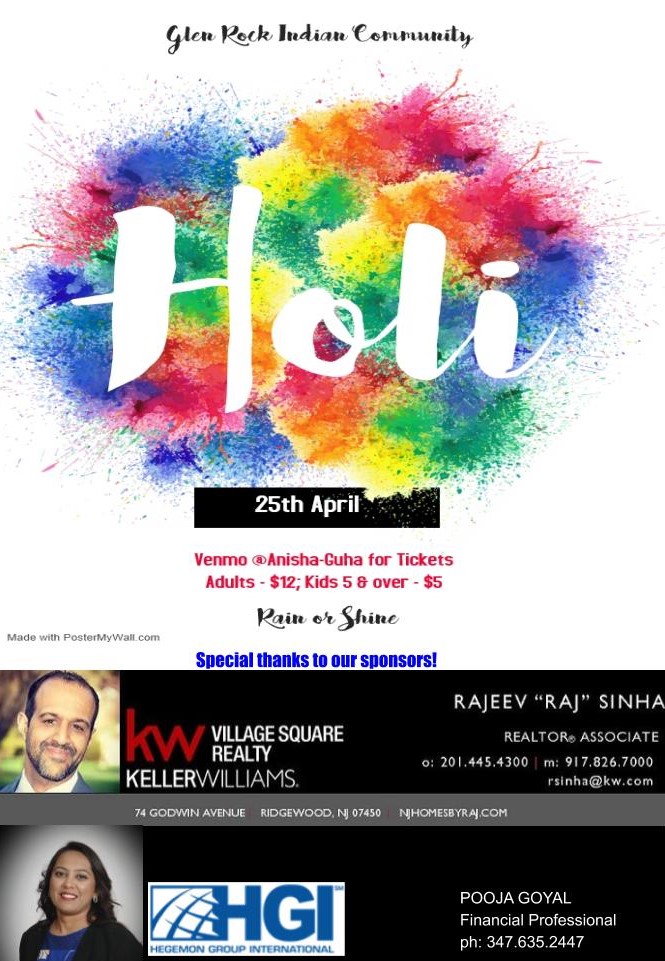 Glen Rock Indian Community
Holi
25th April
Venmo @Anisha-Guha for Tickets
Adults - $12; Kids 5 & over - $5
Rain or Shine
Made with PosterMyWall.com
Special thanks to our sponsors!
RAJEEV “RAJ” SINHA
kw VILLAGE SQUARE
REALTY
KELLERWILLIAMS.
REALTOR® ASSOCIATE
o: 201.445.4300 | m: 917.826.7000
rsinha@kw.com
74 GODWIN AVENUE | RIDGEWOOD, NJ 07450 | NJHOMESBYRAJ.COM
HGI SM
HEGEMON GROUP INTERNATIONAL
POOJA GOYAL
Financial Professional
ph: 347.635.2447